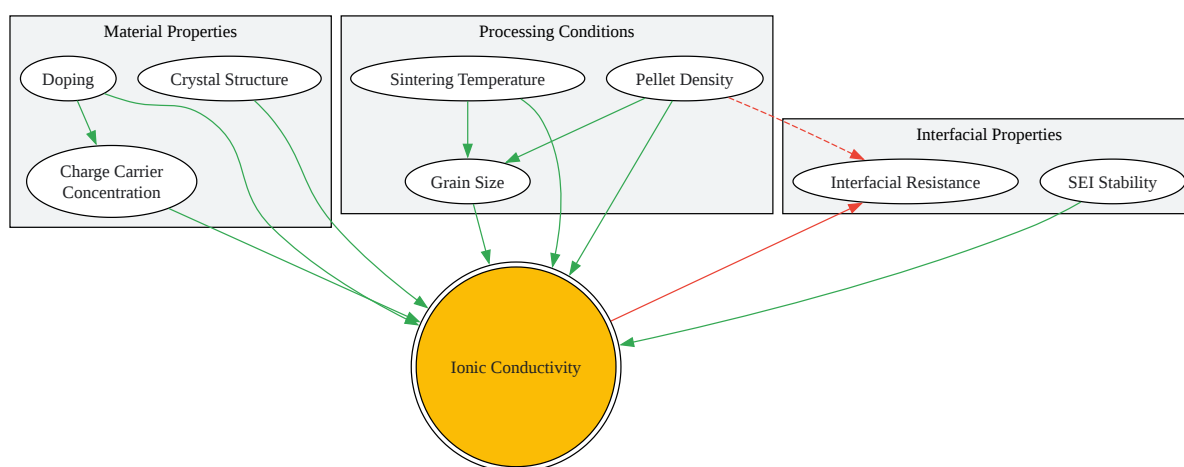 Material Properties
Doping
Crystal Structure
Charge Carrier
Concentration
Processing Conditions
Sintering Temperature
Pellet Density
Grain Size
Interfacial Properties
Interfacial Resistance
SEI Stability
Ionic Conductivity